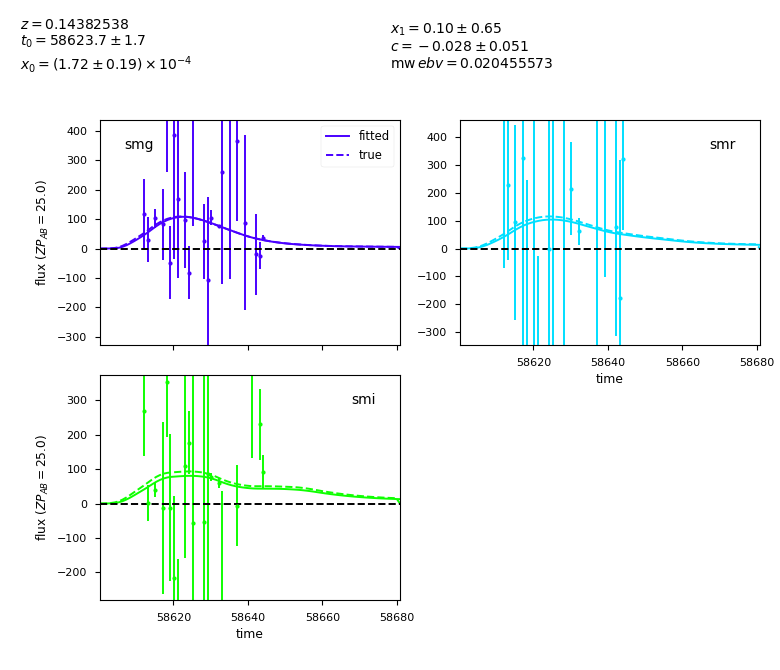 z = 0.14382538
t₀ = 58623.7 ± 1.7
x₀ = (1.72 ± 0.19) × 10⁻⁴
x₁ = 0.10 ± 0.65
c = −0.028 ± 0.051
mw ebv = 0.020455573
smg
fitted
true
400
300
200
100
0
−100
−200
−300
flux (ZP_AB = 25.0)
smr
400
300
200
100
0
−100
−200
−300
58620
58640
58660
58680
time
smi
300
200
100
0
−100
−200
flux (ZP_AB = 25.0)
58620
58640
58660
58680
time